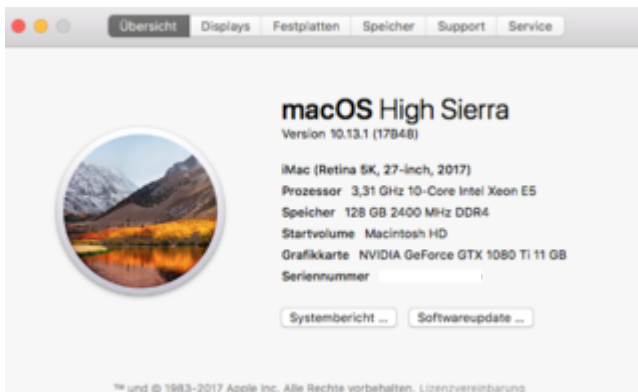 Übersicht Displays Festplatten Speicher Support Service
macOS High Sierra
Version 10.13.1 (17B48)
iMac (Retina 5K, 27-inch, 2017)
Prozessor 3,31 GHz 10-Core Intel Xeon E5
Speicher 128 GB 2400 MHz DDR4
Startvolume Macintosh HD
Grafikkarte NVIDIA GeForce GTX 1080 Ti 11 GB
Seriennummer
Systembericht ... Softwareupdate ...
™ und © 1983-2017 Apple Inc. Alle Rechte vorbehalten. Lizenzvereinbarung